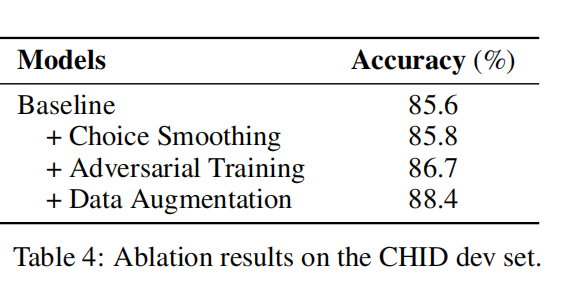 Models Accuracy (%)
Baseline 85.6
+ Choice Smoothing 85.8
+ Adversarial Training 86.7
+ Data Augmentation 88.4
Table 4: Ablation results on the CHID dev set.